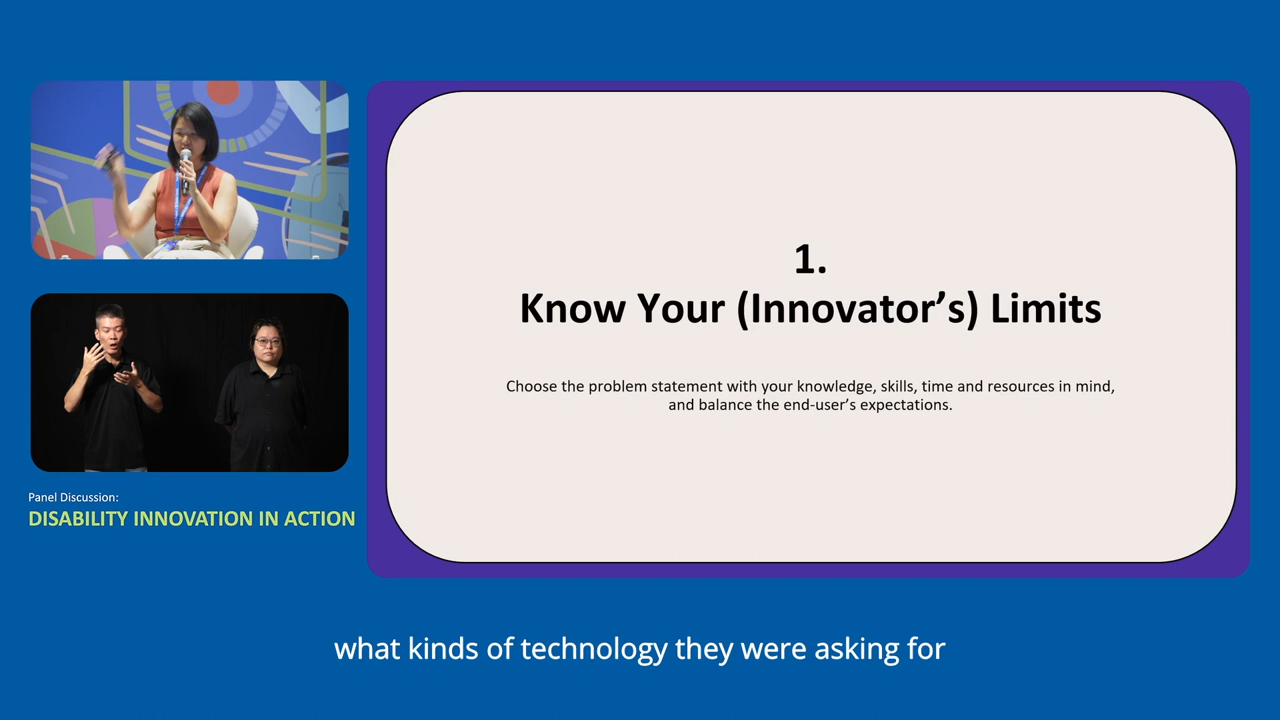 Panel Discussion:
DISABILITY INNOVATION IN ACTION
1.
Know Your (Innovator’s) Limits
Choose the problem statement with your knowledge, skills, time and resources in mind,
and balance the end-user’s expectations.
what kinds of technology they were asking for